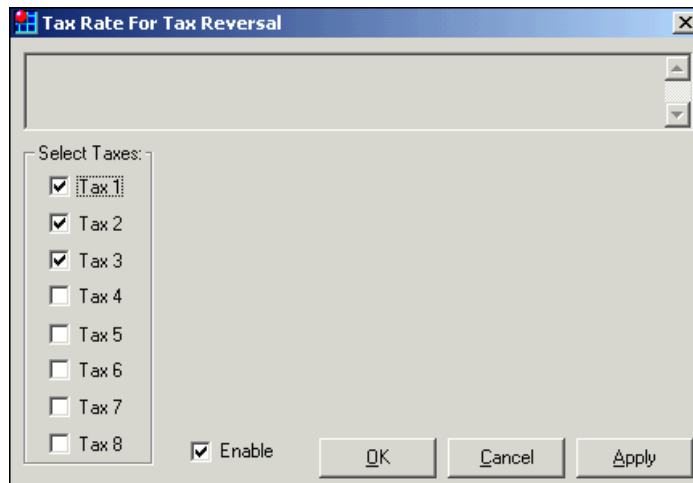 Tax Rate For Tax Reversal
Select Taxes:
Tax 1
Tax 2
Tax 3
Tax 4
Tax 5
Tax 6
Tax 7
Tax 8
Enable
OK
Cancel
Apply